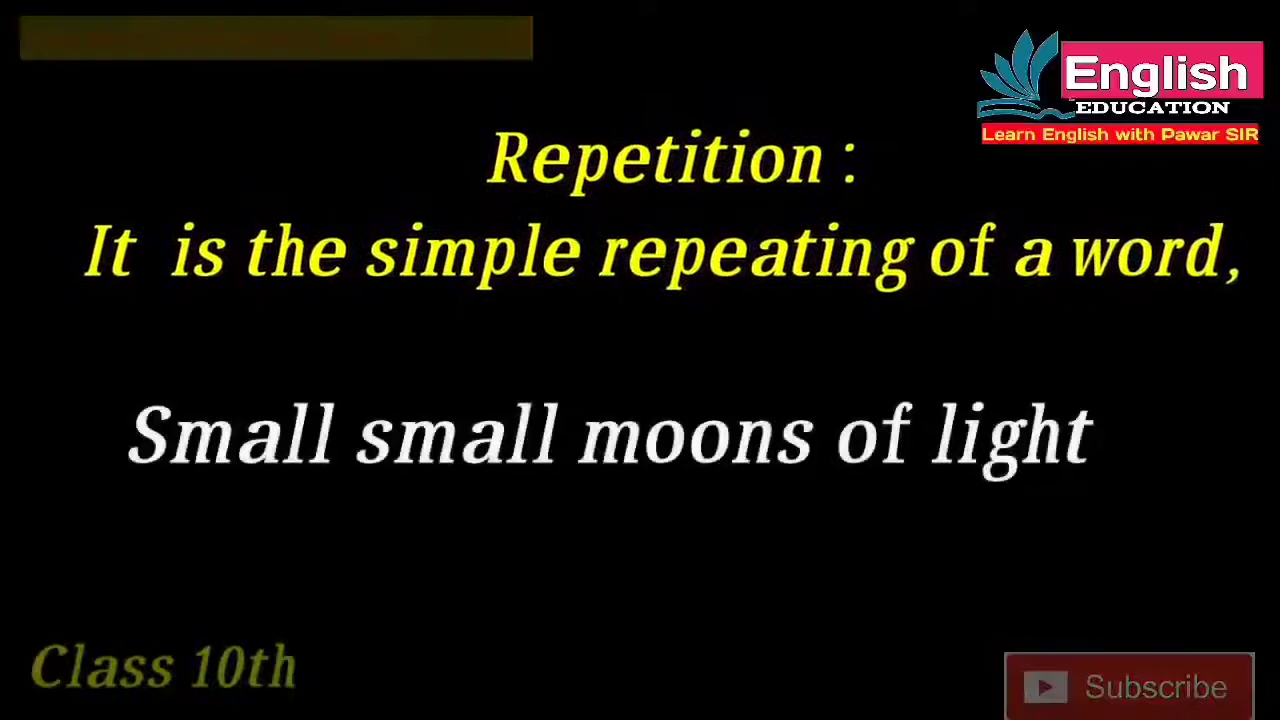 English
EDUCATION
Learn English with Pawar SIR
Repetition :
It is the simple repeating of a word,
Small small moons of light
Class 10th
Subscribe